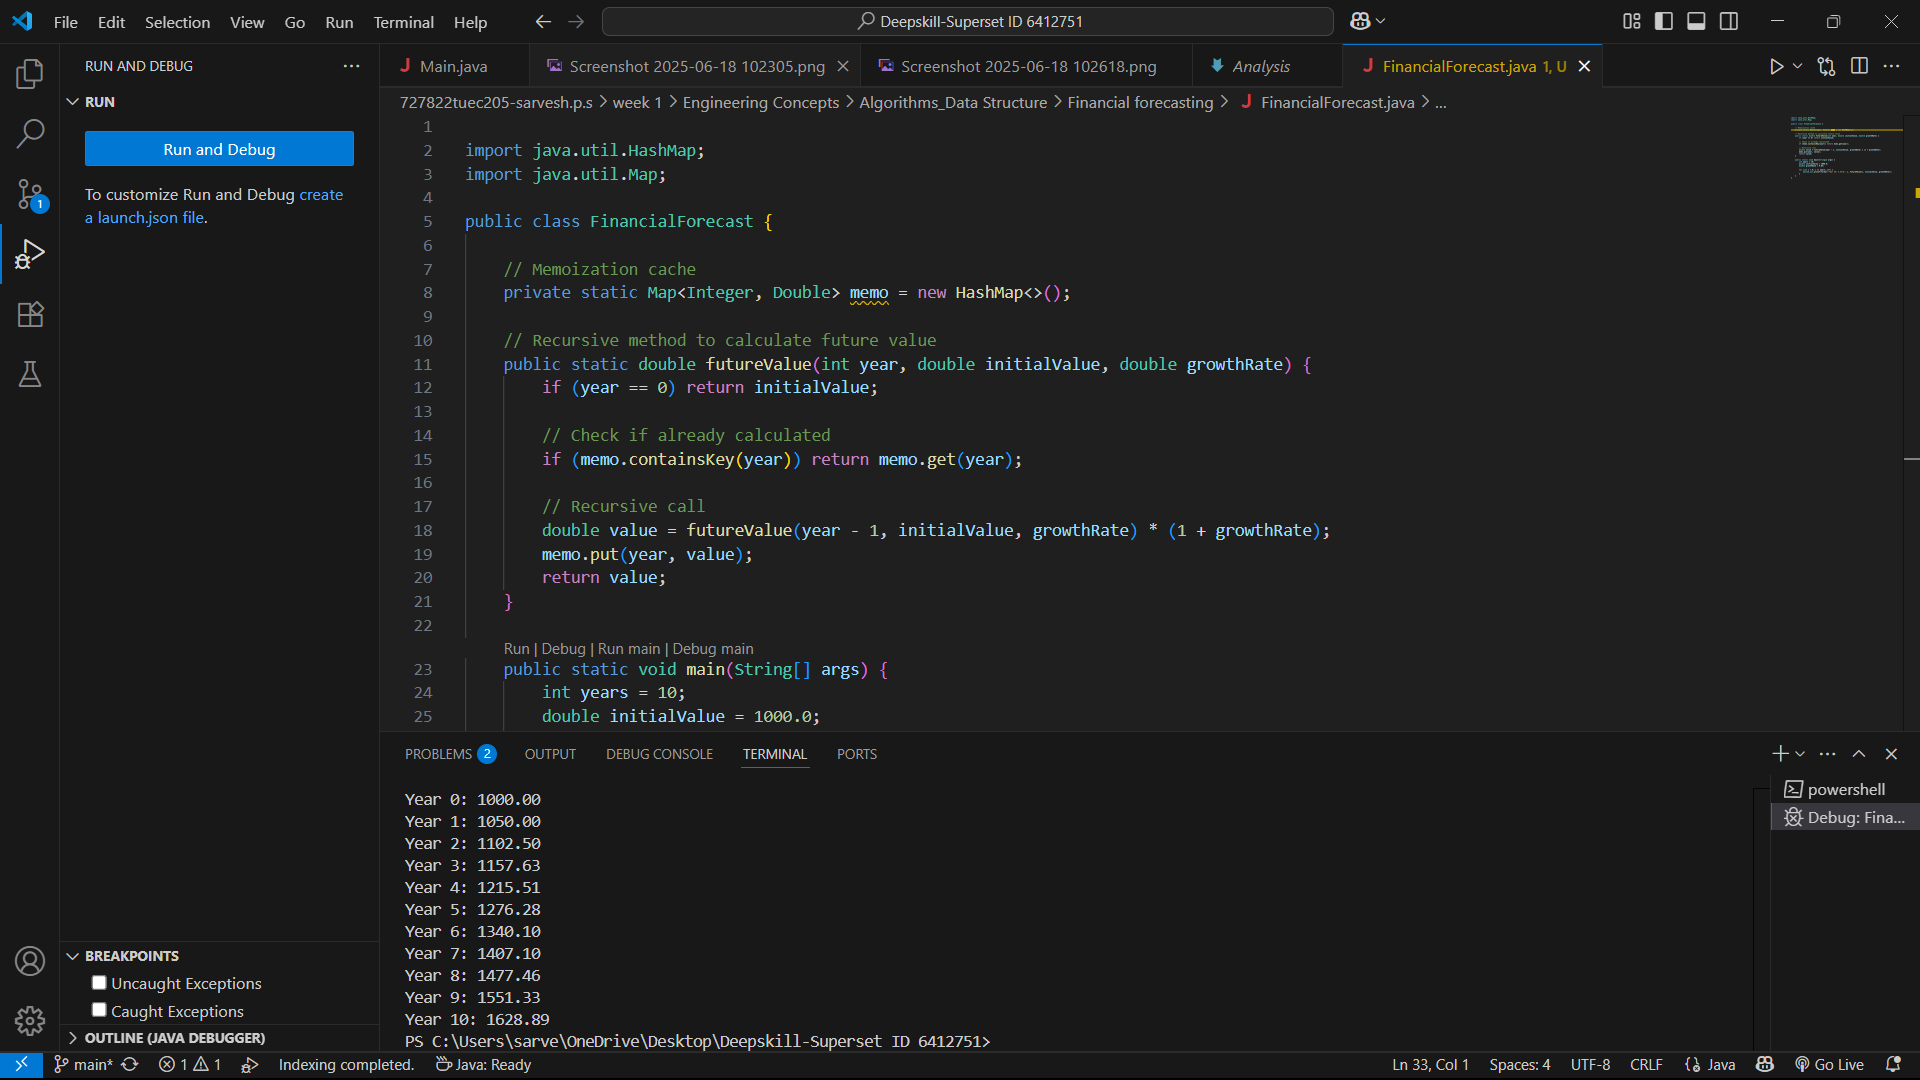 File Edit Selection View Go Run Terminal Help
Deepskill-Superset ID 6412751
RUN AND DEBUG
RUN
Run and Debug
To customize Run and Debug create
a launch.json file.
1
Main.java
Screenshot 2025-06-18 102305.png
Screenshot 2025-06-18 102618.png
Analysis
FinancialForecast.java 1, U
727822tuec205-sarvesh.p.s > week 1 > Engineering Concepts > Algorithms_Data Structure > Financial forecasting > FinancialForecast.java > ...
1
2 import java.util.HashMap;
3 import java.util.Map;
4
5 public class FinancialForecast {
6
7 // Memoization cache
8 private static Map<Integer, Double> memo = new HashMap<>();
9
10 // Recursive method to calculate future value
11 public static double futureValue(int year, double initialValue, double growthRate) {
12 if (year == 0) return initialValue;
13
14 // Check if already calculated
15 if (memo.containsKey(year)) return memo.get(year);
16
17 // Recursive call
18 double value = futureValue(year - 1, initialValue, growthRate) * (1 + growthRate);
19 memo.put(year, value);
20 return value;
21 }
22
Run | Debug | Run main | Debug main
23 public static void main(String[] args) {
24 int years = 10;
25 double initialValue = 1000.0;
PROBLEMS 2 OUTPUT DEBUG CONSOLE TERMINAL PORTS
Year 0: 1000.00
Year 1: 1050.00
Year 2: 1102.50
Year 3: 1157.63
Year 4: 1215.51
Year 5: 1276.28
Year 6: 1340.10
Year 7: 1407.10
Year 8: 1477.46
Year 9: 1551.33
Year 10: 1628.89
PS C:\Users\sarve\OneDrive\Desktop\Deepskill-Superset ID 6412751>
powershell
Debug: Fina...
BREAKPOINTS
Uncaught Exceptions
Caught Exceptions
OUTLINE (JAVA DEBUGGER)
main* 1 1 Indexing completed. Java: Ready
Ln 33, Col 1 Spaces: 4 UTF-8 CRLF Java Go Live